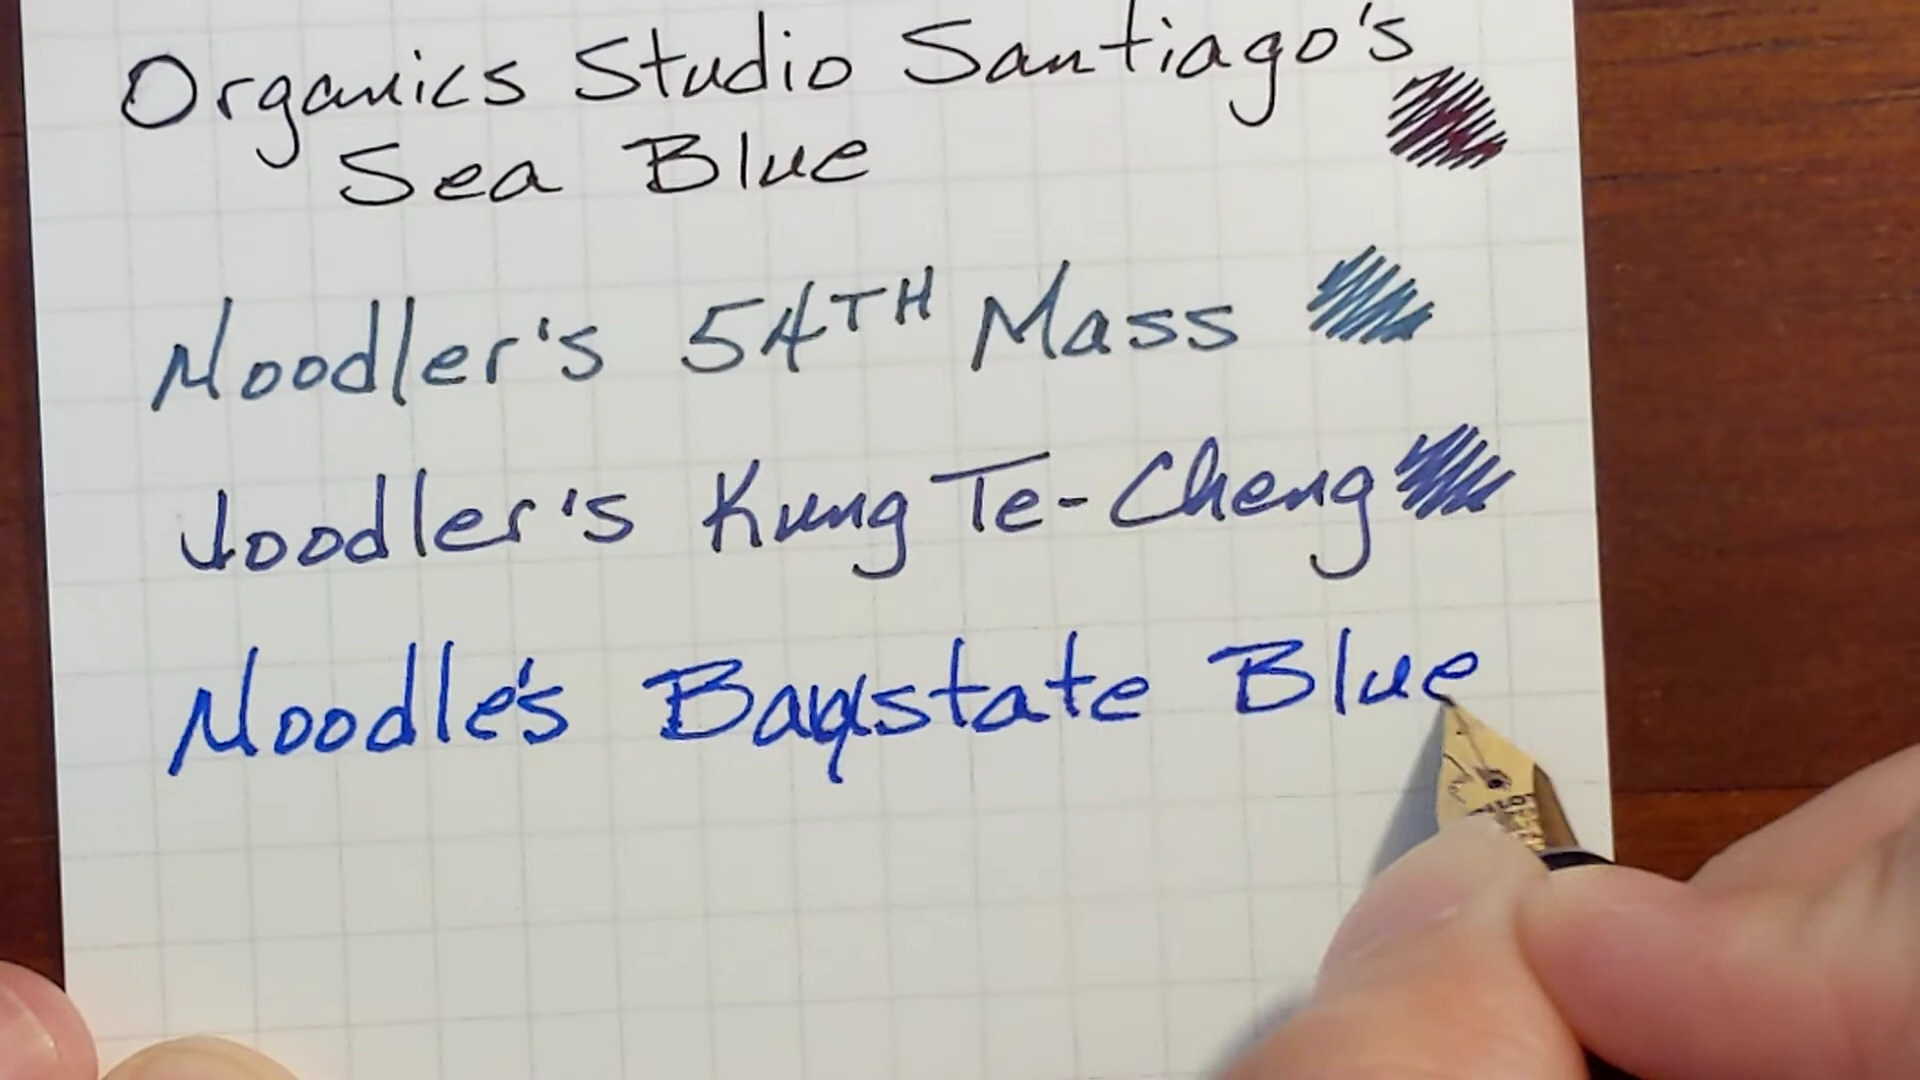 Organics Studio Santiago's
Sea Blue
Noodler's 54TH Mass
Noodler's Kung Te-Cheng
Noodle's Baystate Blue